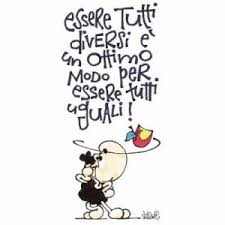 essere Tutti
diversi è
un ottimo
modo per
essere tutti
uguali!